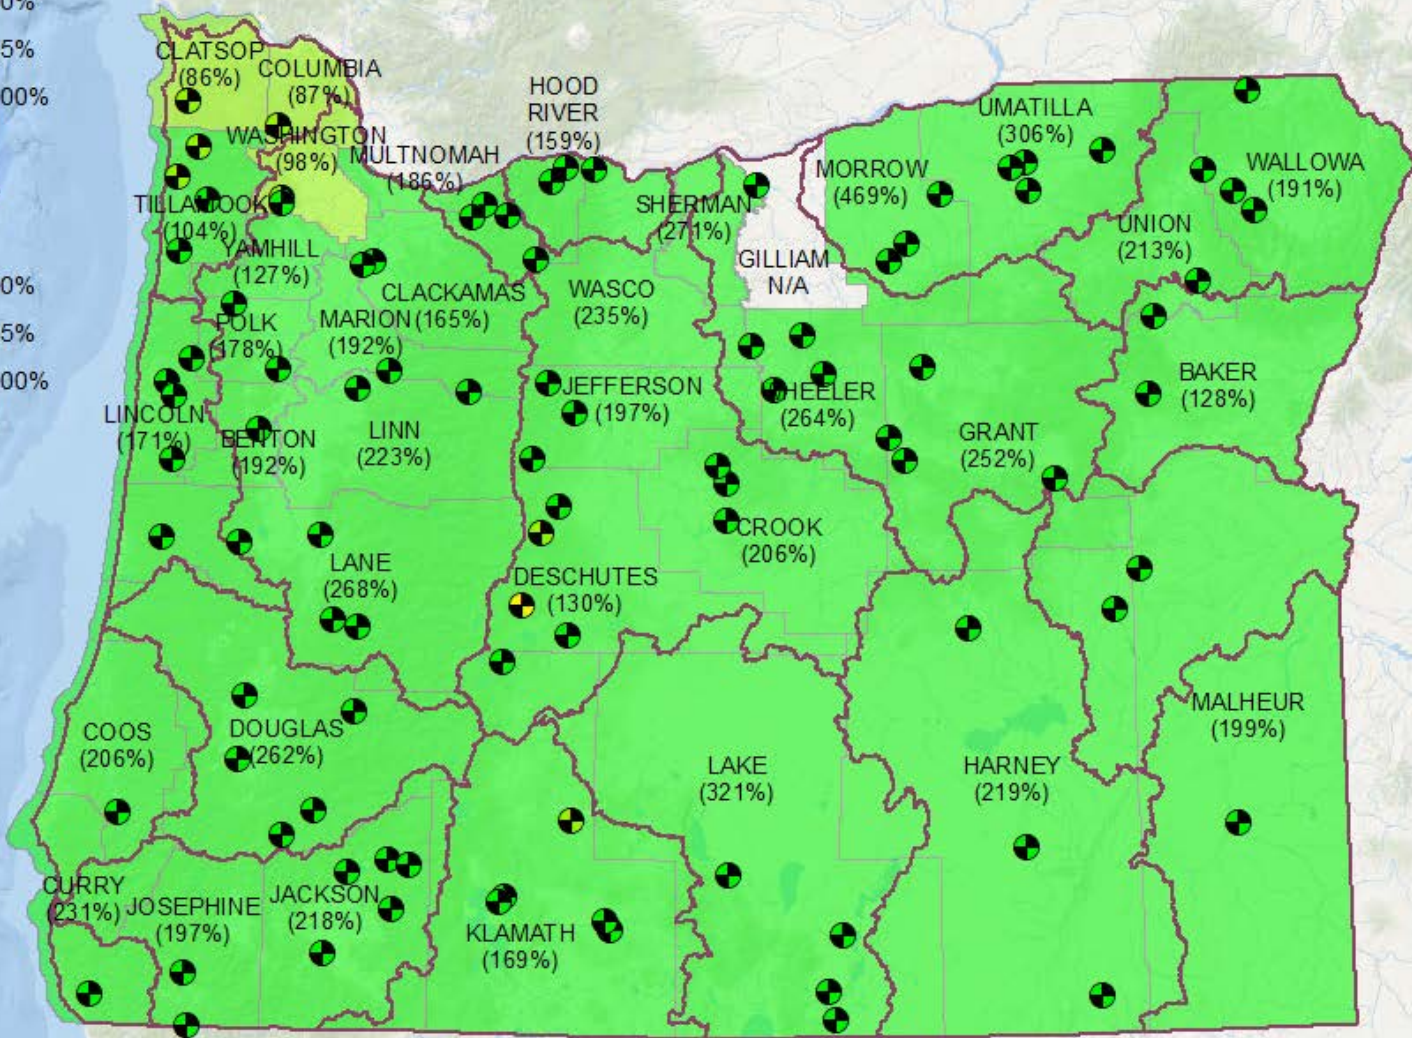 0%
5%
00%
0%
5%
00%
CLATSOP
(86%)
COLUMBIA
(87%)
WASHINGTON
(98%)
MULTNOMAH
(186%)
HOOD
RIVER
(159%)
SHERMAN
(271%)
GILLIAM
N/A
MORROW
(469%)
UMATILLA
(306%)
UNION
(213%)
WALLOWA
(191%)
TILLAMOOK
(104%)
YAMHILL
(127%)
CLACKAMAS
(165%)
WASCO
(235%)
POLK
(178%)
MARION
(192%)
JEFFERSON
(197%)
WHEELER
(264%)
BAKER
(128%)
LINCOLN
(171%)
BENTON
(192%)
LINN
(223%)
GRANT
(252%)
CROOK
(206%)
LANE
(268%)
DESCHUTES
(130%)
COOS
(206%)
DOUGLAS
(262%)
LAKE
(321%)
HARNEY
(219%)
MALHEUR
(199%)
CURRY
(231%)
JOSEPHINE
(197%)
JACKSON
(218%)
KLAMATH
(169%)